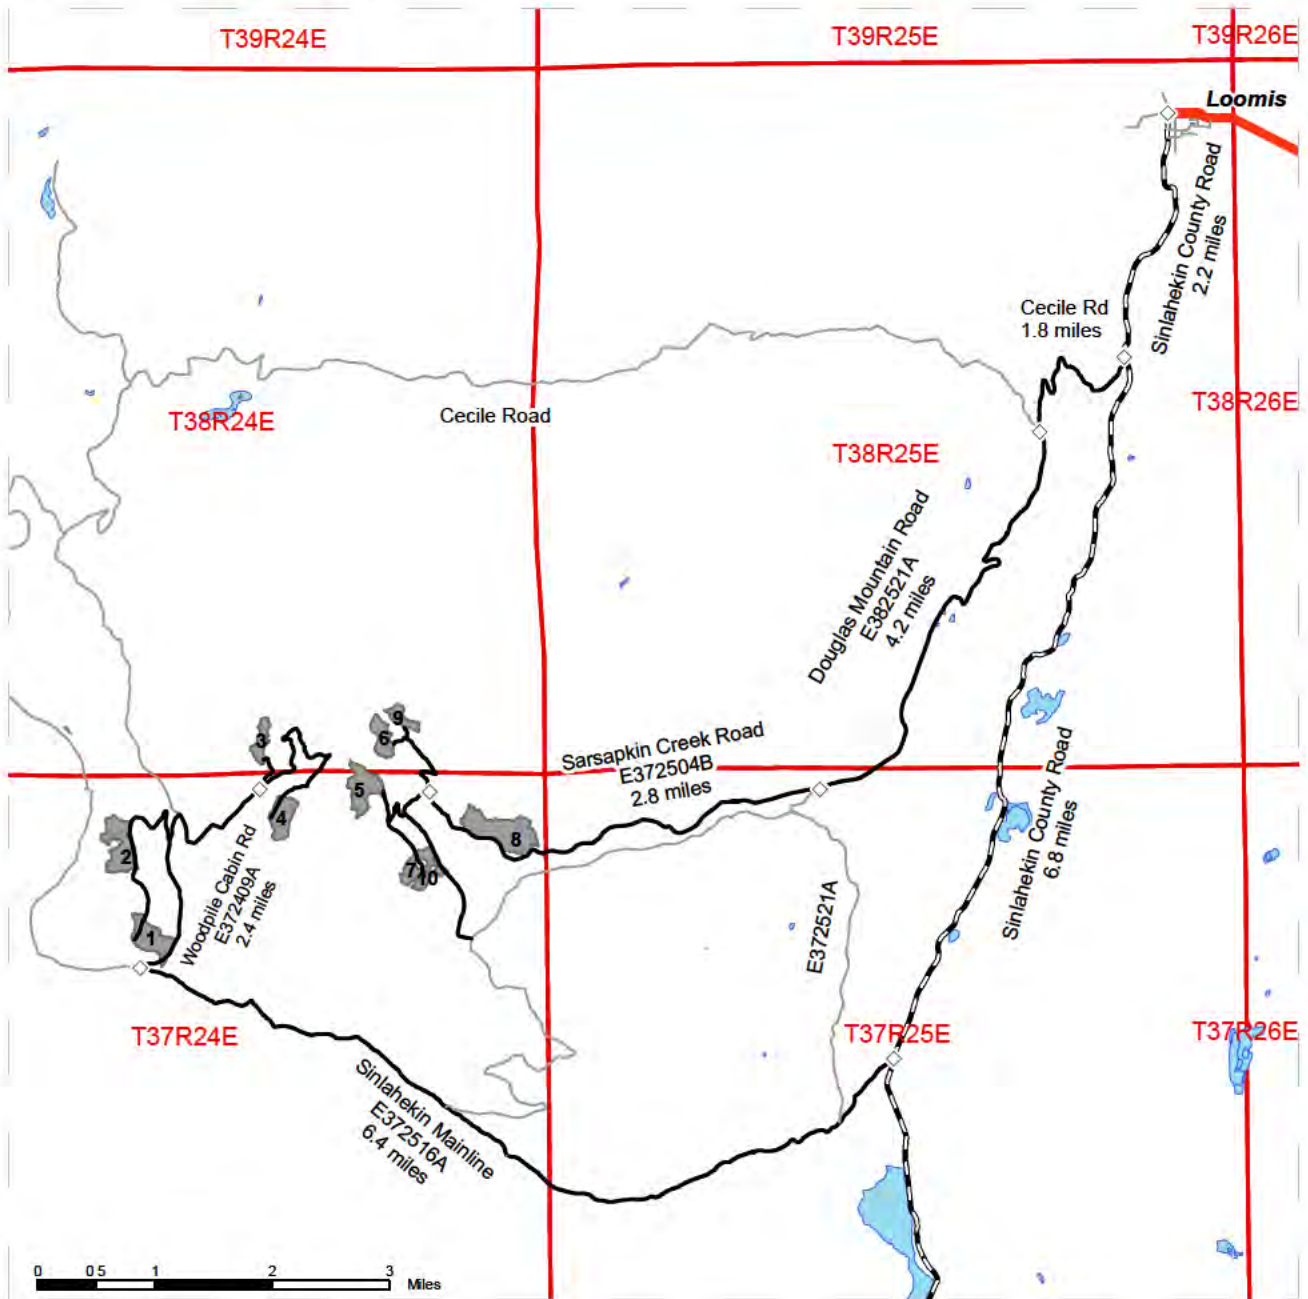 T39R24E
T39R25E
T39R26E
Loomis
Sinlahekin County Road
2.2 miles
Cecile Rd
1.8 miles
Cecile Road
T38R24E
T38R25E
T38R26E
Douglas Mountain Road
E382521A
4.2 miles
Sarsapkin Creek Road
E372504B
2.8 miles
Sinlahekin County Road
6.8 miles
9
6
3
5
4
8
2
7
10
1
Woodpile Cabin Rd
E372409A
2.4 miles
E372521A
T37R24E
T37R25E
T37R26E
Sinlahekin Mainline
E372516A
6.4 miles
0 0 5 1 2 3
Miles